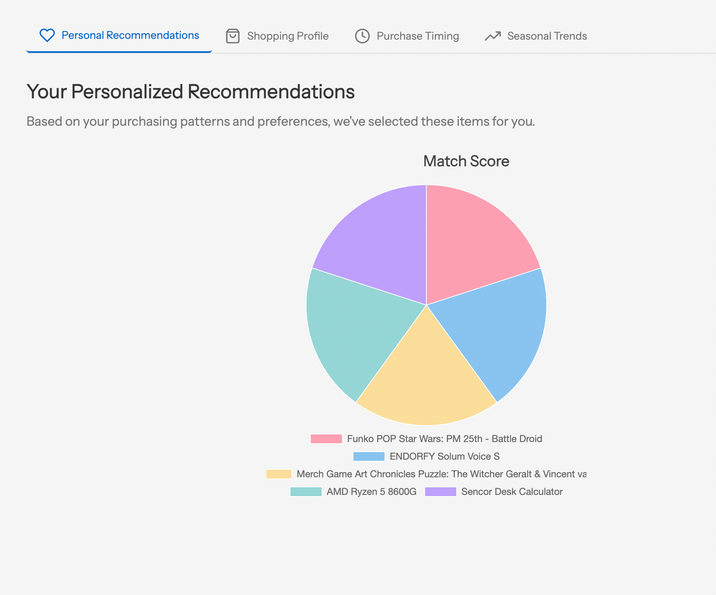 Personal Recommendations Shopping Profile Purchase Timing Seasonal Trends
Your Personalized Recommendations
Based on your purchasing patterns and preferences, we've selected these items for you.
Match Score
Funko POP Star Wars: PM 25th - Battle Droid
ENDORFY Solum Voice S
Merch Game Art Chronicles Puzzle: The Witcher Geralt & Vincent va
AMD Ryzen 5 8600G Sencor Desk Calculator